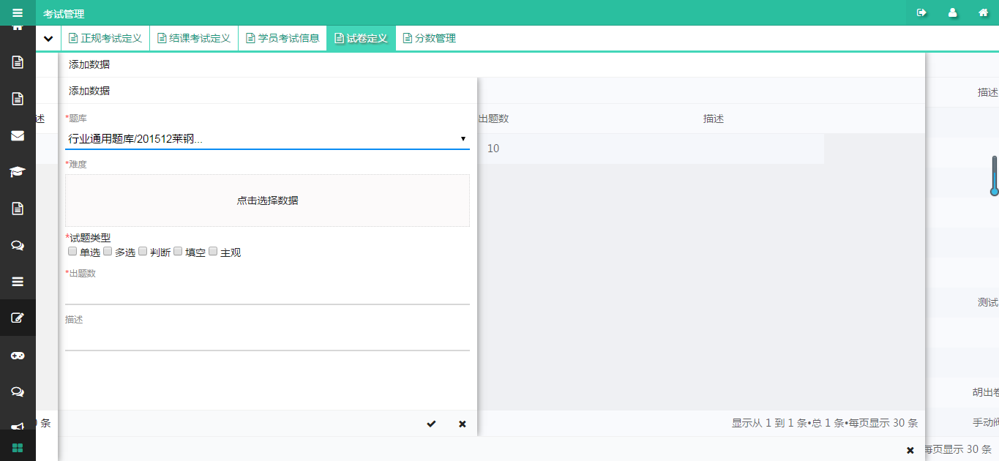 考试管理
正规考试定义 结课考试定义 学员考试信息 试卷定义 分数管理
添加数据
添加数据
描述
*题库
出题数 描述
述
行业通用题库/201512莱钢...
10
*难度
点击选择数据
*试题类型
单选 多选 判断 填空 主观
*出题数
测试
描述
胡出卷
条
显示从 1 到 1 条•总 1 条•每页显示 30 条
手动阀
每页显示 30 条